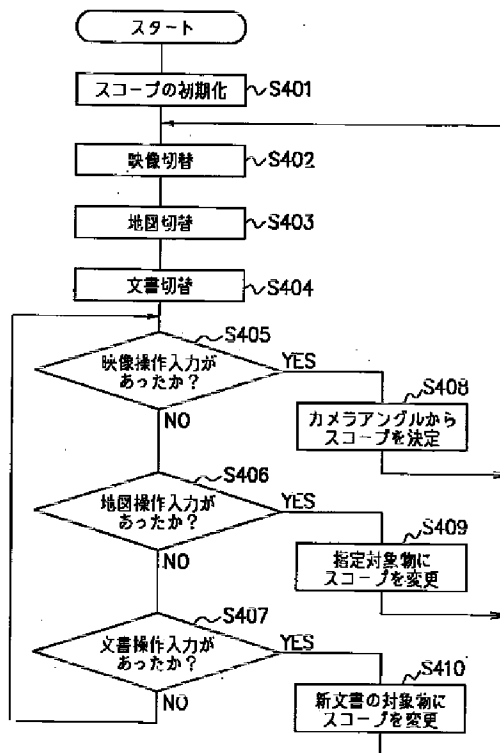 スタート
スコープの初期化
S401
映像切替
S402
地図切替
S403
文書切替
S404
S405
映像操作入力が
あったか?
YES
NO
S408
カメラアングルから
スコープを決定
S406
地図操作入力が
あったか?
YES
NO
S409
指定対象物に
スコープを変更
S407
文書操作入力が
あったか?
YES
NO
S410
新文書の対象物に
スコープを変更